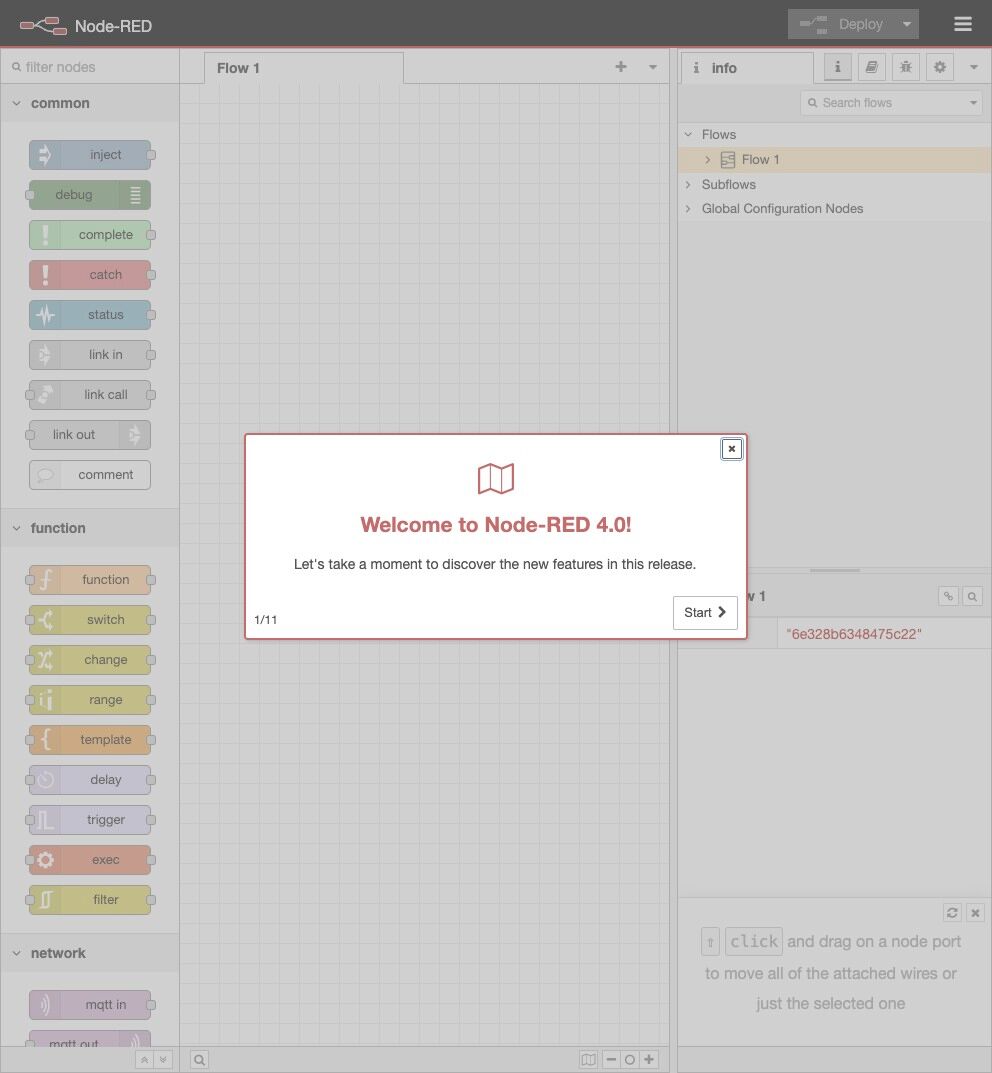 Node-RED
Deploy
filter nodes
Flow 1
info
common
Search flows
inject
debug
complete
catch
status
link in
link call
link out
comment
Flows
Flow 1
Subflows
Global Configuration Nodes
Welcome to Node-RED 4.0!
Let's take a moment to discover the new features in this release.
1/11
Start
function
function
switch
change
range
template
delay
trigger
exec
filter
w 1
"6e328b6348475c22"
network
mqtt in
mqtt out
⇧ click and drag on a node port
to move all of the attached wires or
just the selected one